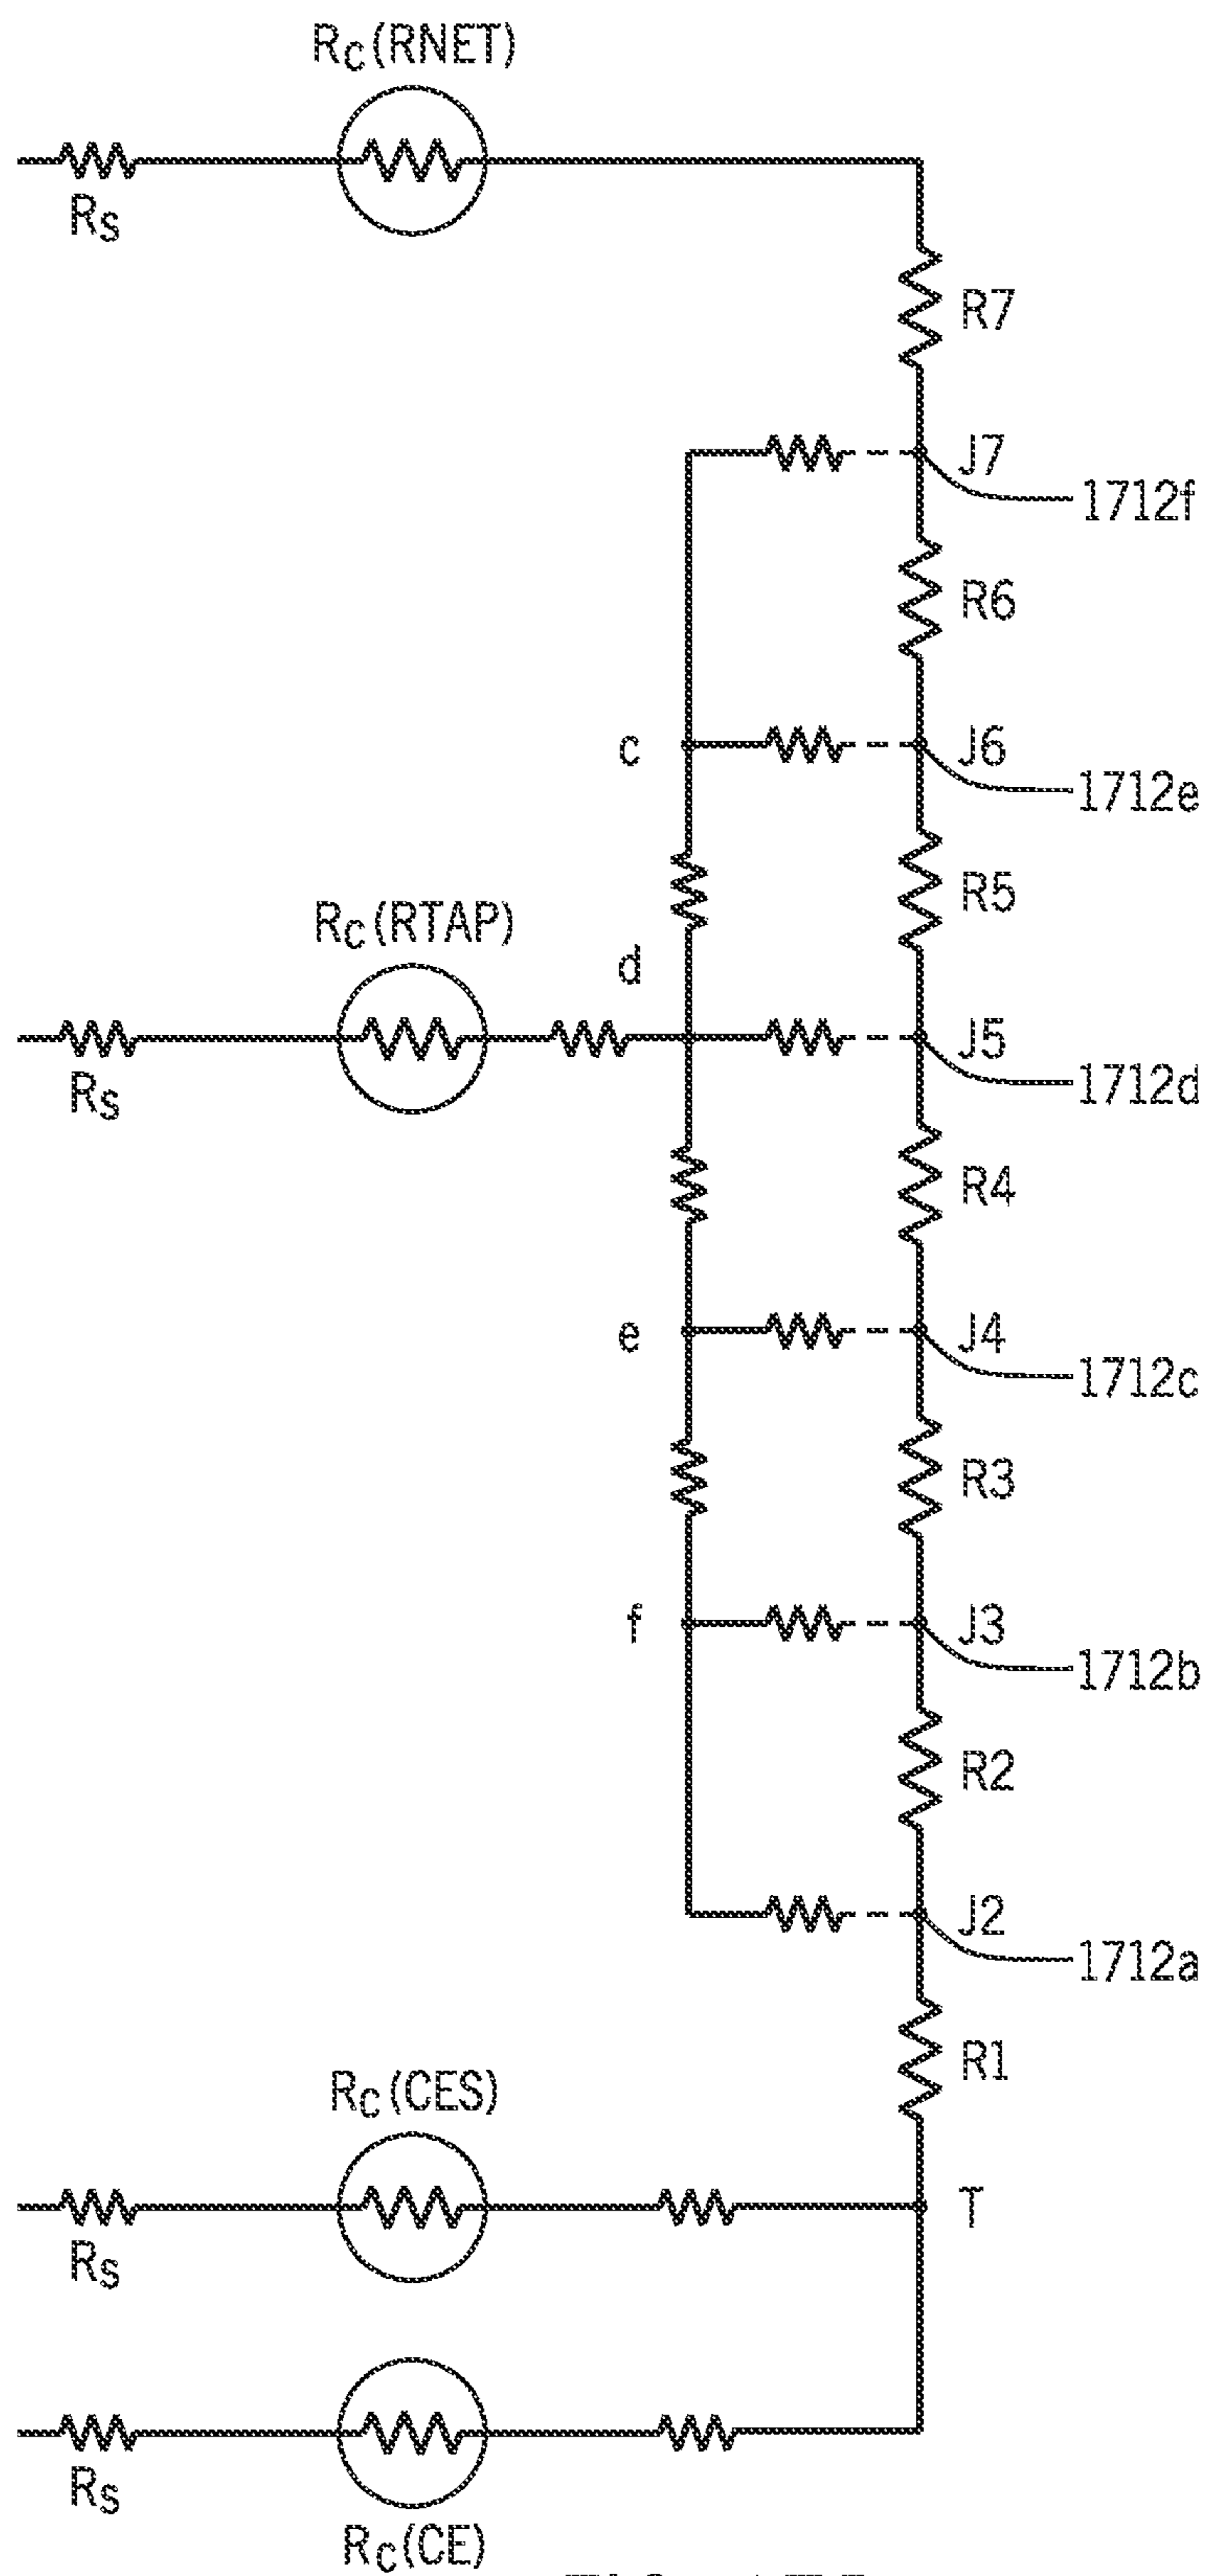 RC(RNET)
RS
R7
J7
1712f
R6
c
J6
1712e
R5
RC(RTAP)
d
RS
J5
1712d
R4
e
J4
1712c
R3
f
J3
1712b
R2
J2
1712a
R1
RC(CES)
T
RS
RS
RC(CE)